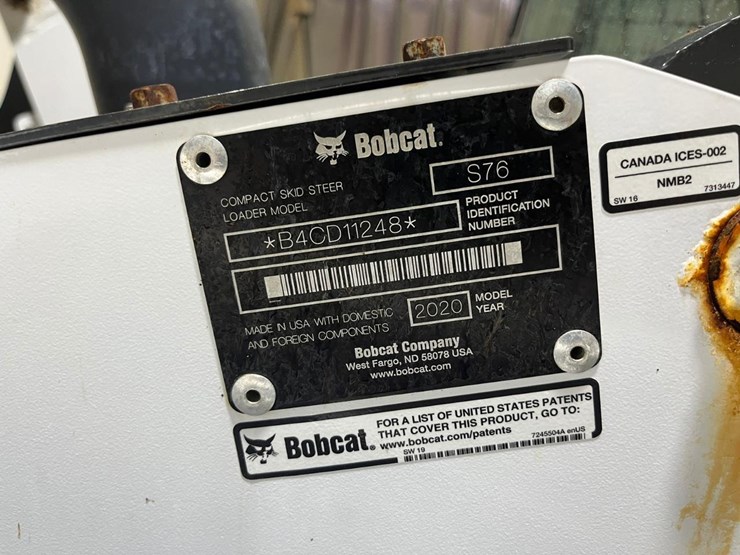 Bobcat.
COMPACT SKID STEER
LOADER MODEL
S76
*B4CD11248*
PRODUCT
IDENTIFICATION
NUMBER
MADE IN USA WITH DOMESTIC
AND FOREIGN COMPONENTS
2020
MODEL
YEAR
Bobcat Company
West Fargo, ND 58078 USA
www.bobcat.com
CANADA ICES-002
NMB2
SW 16
7313447
Bobcat.
FOR A LIST OF UNITED STATES PATENTS
THAT COVER THIS PRODUCT, GO TO:
www.bobcat.com/patents
7245504A enUS
SW 19